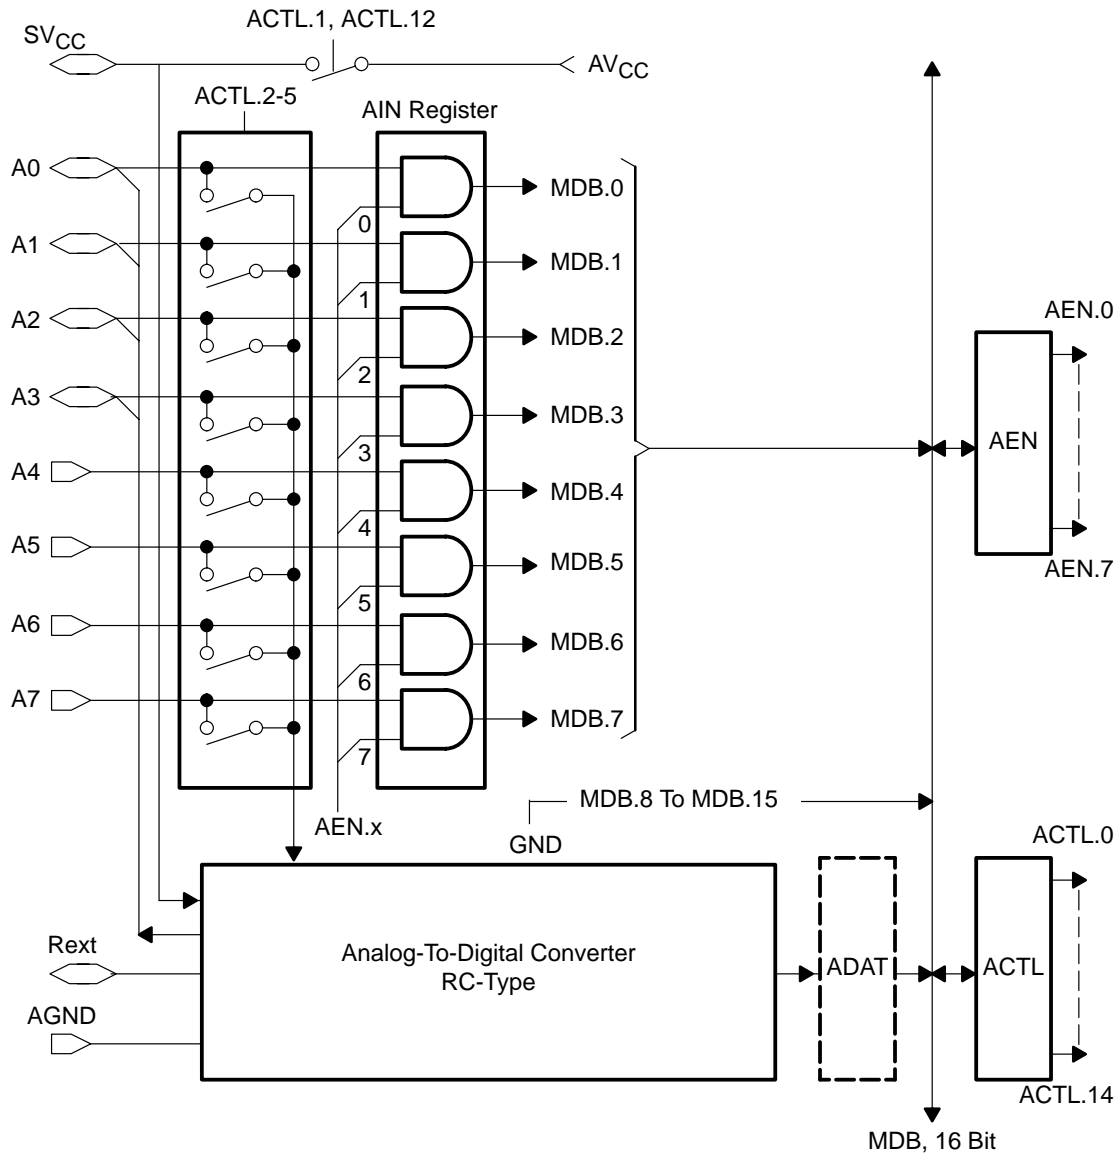 ACTL.1, ACTL.12
SVCC
AVCC
ACTL.2-5
AIN Register
A0
MDB.0
0
A1
MDB.1
1
A2
MDB.2
2
A3
MDB.3
3
A4
MDB.4
4
A5
MDB.5
5
A6
MDB.6
6
A7
MDB.7
7
AEN.x
AEN.0
AEN
AEN.7
MDB.8 To MDB.15
GND
ACTL.0
Rext
Analog-To-Digital Converter
RC-Type
ADAT
ACTL
AGND
ACTL.14
MDB, 16 Bit